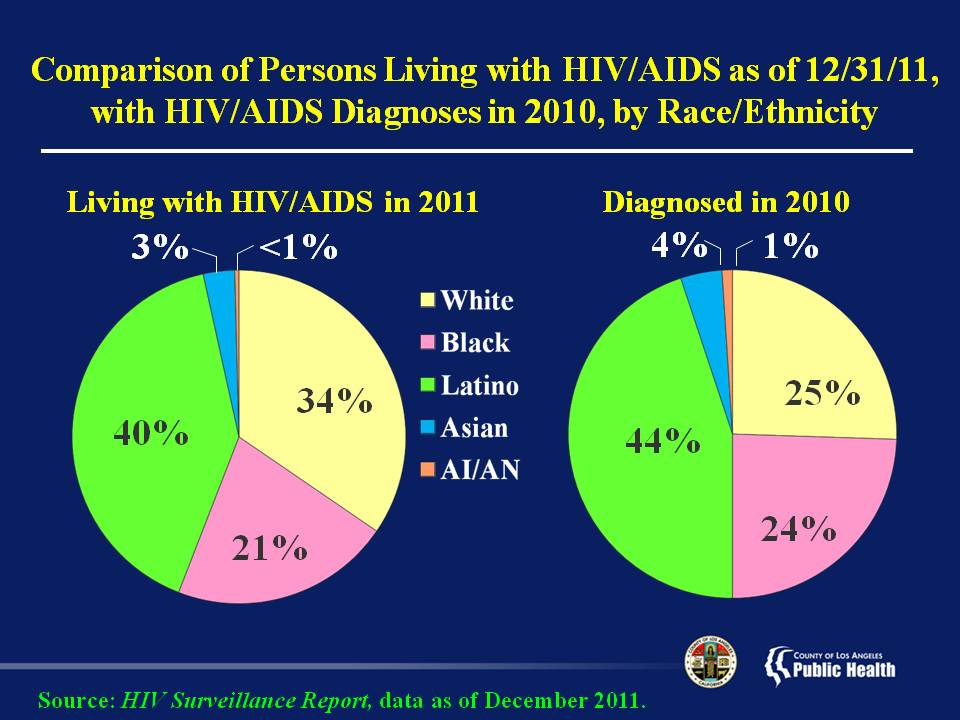 Comparison of Persons Living with HIV/AIDS as of 12/31/11,
with HIV/AIDS Diagnoses in 2010, by Race/Ethnicity
Living with HIV/AIDS in 2011
3%
<1%
34%
21%
40%
White
Black
Latino
Asian
AI/AN
Diagnosed in 2010
4%
1%
25%
24%
44%
COUNTY OF LOS ANGELES
Public Health
Source: HIV Surveillance Report, data as of December 2011.